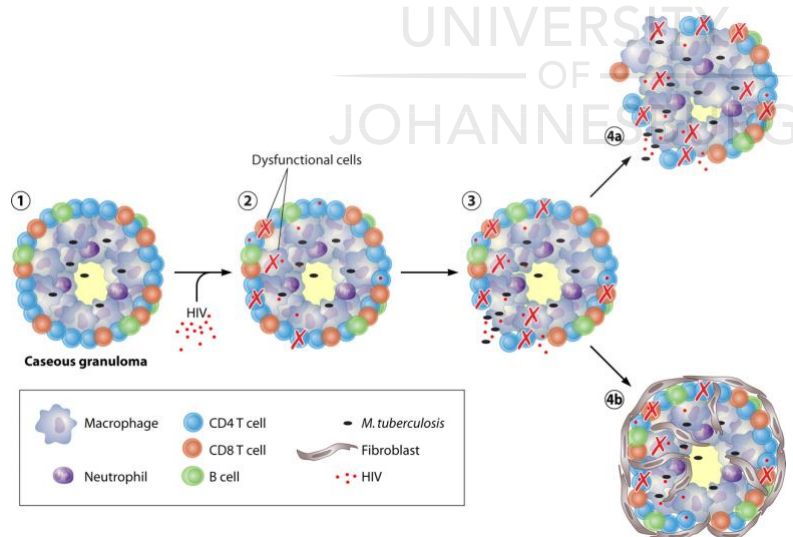 UNIVERSITY
OF
JOHANNESBURG
4a
Dysfunctional cells
1
2
3
HIV
Caseous granuloma
4b
Macrophage
CD4 T cell
M. tuberculosis
CD8 T cell
Fibroblast
Neutrophil
B cell
HIV